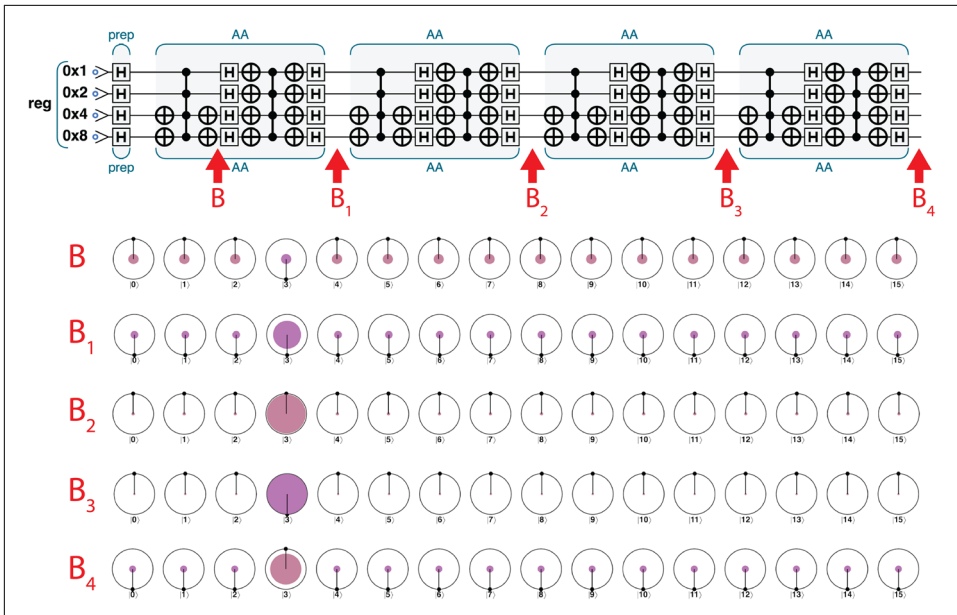 prep AA AA AA AA
0x1 H H H H H H H H H
0x2 H H H H H H H H H
reg
0x4 H H H H H H H H H
0x8 H H H H H H H H H
prep AA AA AA AA
B B1 B2 B3 B4
B
|0⟩ |1⟩ |2⟩ |3⟩ |4⟩ |5⟩ |6⟩ |7⟩ |8⟩ |9⟩ |10⟩ |11⟩ |12⟩ |13⟩ |14⟩ |15⟩
B1
|0⟩ |1⟩ |2⟩ |3⟩ |4⟩ |5⟩ |6⟩ |7⟩ |8⟩ |9⟩ |10⟩ |11⟩ |12⟩ |13⟩ |14⟩ |15⟩
B2
|0⟩ |1⟩ |2⟩ |3⟩ |4⟩ |5⟩ |6⟩ |7⟩ |8⟩ |9⟩ |10⟩ |11⟩ |12⟩ |13⟩ |14⟩ |15⟩
B3
|0⟩ |1⟩ |2⟩ |3⟩ |4⟩ |5⟩ |6⟩ |7⟩ |8⟩ |9⟩ |10⟩ |11⟩ |12⟩ |13⟩ |14⟩ |15⟩
B4
|0⟩ |1⟩ |2⟩ |3⟩ |4⟩ |5⟩ |6⟩ |7⟩ |8⟩ |9⟩ |10⟩ |11⟩ |12⟩ |13⟩ |14⟩ |15⟩